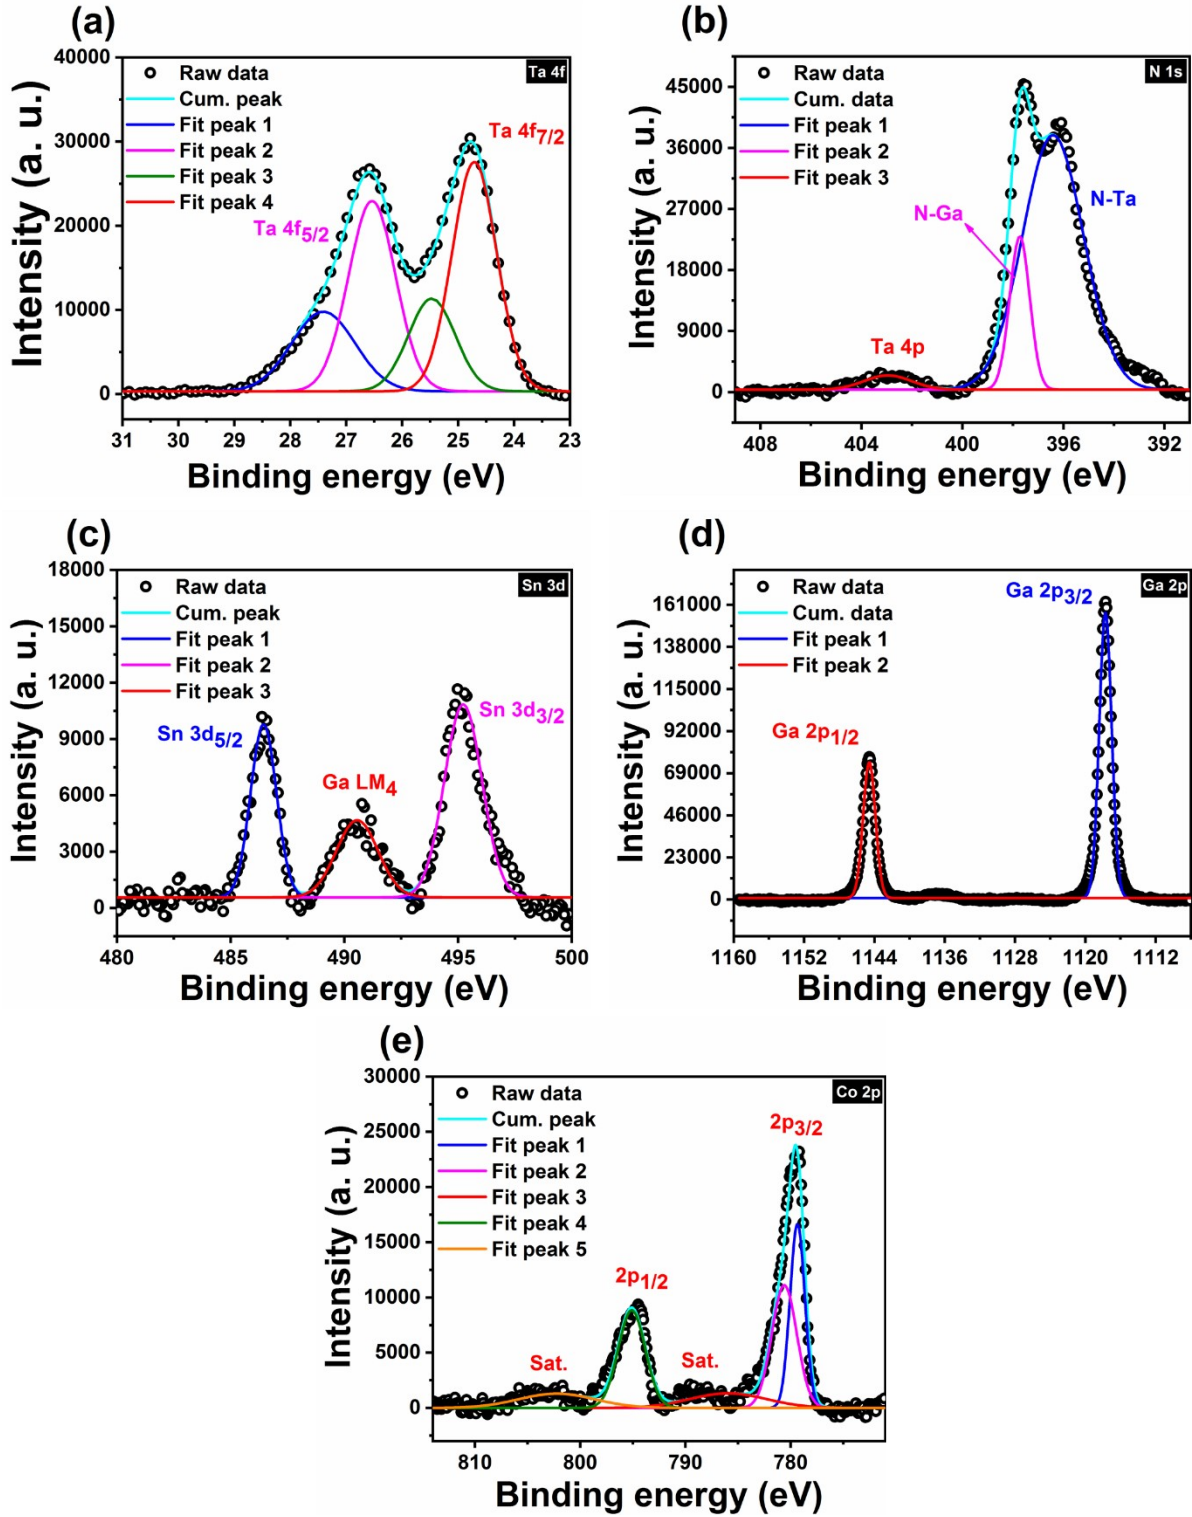 (a)
Ta 4f
Raw data
Cum. peak
Fit peak 1
Fit peak 2
Fit peak 3
Fit peak 4
Ta 4f7/2
Ta 4f5/2
40000
30000
20000
10000
0
Intensity (a. u.)
31 30 29 28 27 26 25 24 23
Binding energy (eV)
(b)
N 1s
Raw data
Cum. data
Fit peak 1
Fit peak 2
Fit peak 3
N-Ga
N-Ta
Ta 4p
45000
36000
27000
18000
9000
0
Intensity (a. u.)
408 404 400 396 392
Binding energy (eV)
(c)
Sn 3d
Raw data
Cum. peak
Fit peak 1
Fit peak 2
Fit peak 3
Sn 3d5/2
Ga LM4
Sn 3d3/2
18000
15000
12000
9000
6000
3000
0
Intensity (a. u.)
480 485 490 495 500
Binding energy (eV)
(d)
Ga 2p
Raw data
Cum. data
Fit peak 1
Fit peak 2
Ga 2p3/2
Ga 2p1/2
161000
138000
115000
92000
69000
46000
23000
0
Intensity (a. u.)
1160 1152 1144 1136 1128 1120 1112
Binding energy (eV)
(e)
Co 2p
Raw data
Cum. peak
Fit peak 1
Fit peak 2
Fit peak 3
Fit peak 4
Fit peak 5
2p3/2
2p1/2
Sat.
Sat.
30000
25000
20000
15000
10000
5000
0
Intensity (a. u.)
810 800 790 780
Binding energy (eV)